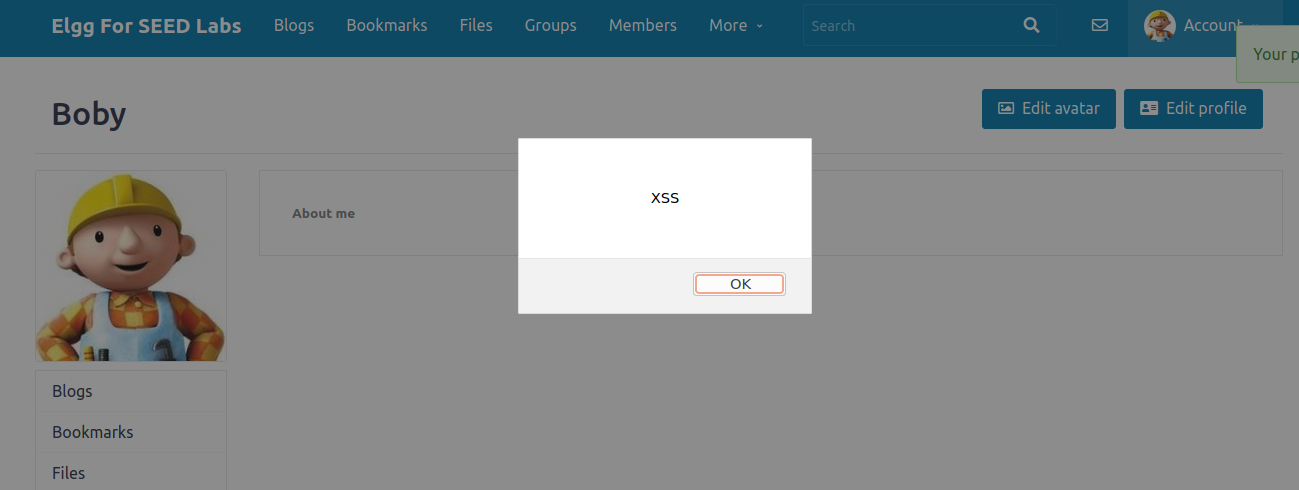 Elgg For SEED Labs Blogs Bookmarks Files Groups Members More Search Account
Your p
Boby
Edit avatar Edit profile
XSS
About me
OK
Blogs
Bookmarks
Files